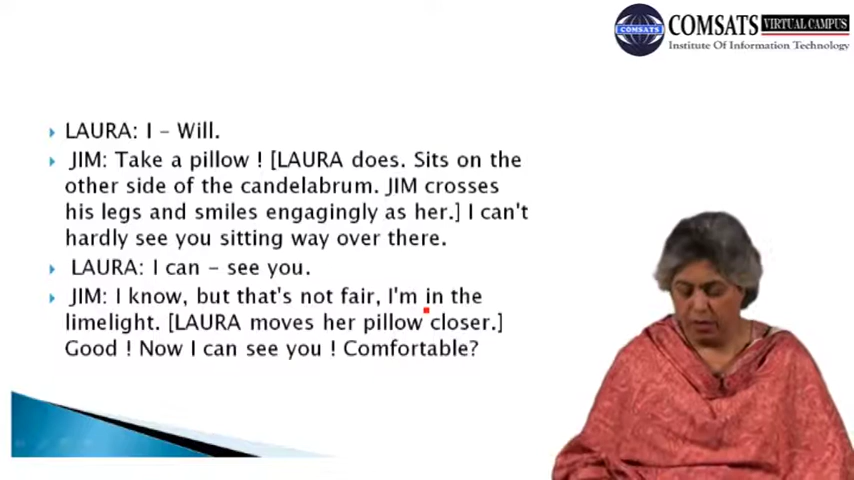 COMSATS
COMSATS VIRTUAL CAMPUS
Institute Of Information Technology
LAURA: I – Will.
JIM: Take a pillow ! [LAURA does. Sits on the
other side of the candelabrum. JIM crosses
his legs and smiles engagingly as her.] I can't
hardly see you sitting way over there.
LAURA: I can – see you.
JIM: I know, but that's not fair, I'm in the
limelight. [LAURA moves her pillow closer.]
Good ! Now I can see you ! Comfortable?